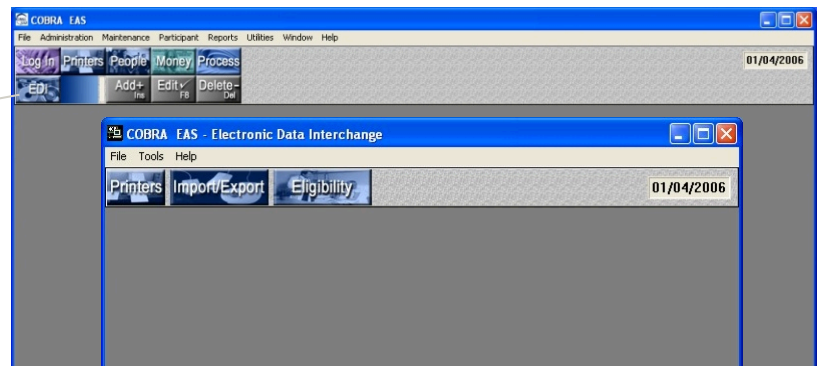 COBRA EAS
File Administration Maintenance Participant Reports Utilities Window Help
Log In Printers People Money Process
01/04/2006
EDI Add+ Ins Edit✓ F8 Delete- Del
COBRA EAS - Electronic Data Interchange
File Tools Help
Printers Import/Export Eligibility
01/04/2006